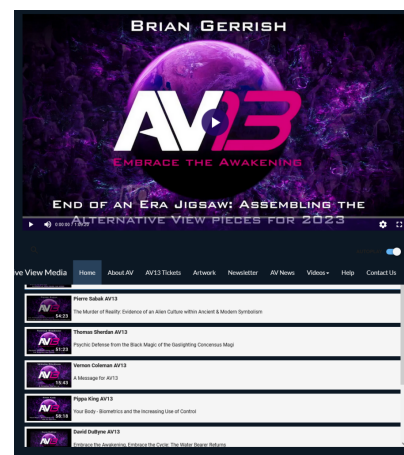 BRIAN GERRISH
AV13
EMBRACE THE AWAKENING
END OF AN ERA JIGSAW: ASSEMBLING THE
ALTERNATIVE VIEW PIECES FOR 2023
0:00:00 /
ve View Media Home About AV AV13 Tickets Artwork Newsletter AV News Videos Help Contact Us
Pierre Sabak AV13
54:23
The Murder of Reality: Evidence of an Alien Culture within Ancient & Modern Symbolism
Thomas Sheridan AV13
51:23
Psychic Defense from the Black Magic of the Gaslighting Concensus Magi
Vernon Coleman AV13
15:43
A Message for AV13
Pippa King AV13
58:18
Your Body - Biometrics and the Increasing Use of Control
David DuByne AV13
Embrace the Awakening: Embrace the Cycle: The Water Bearer Returns